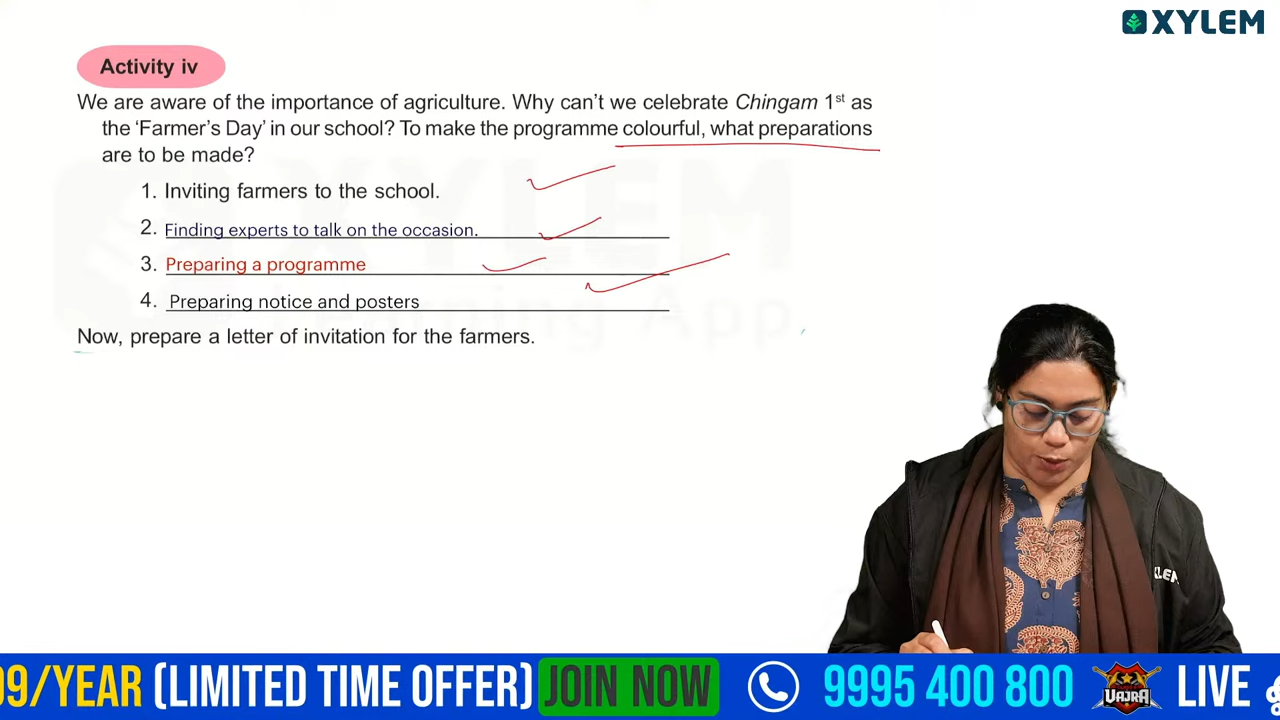 XYLEM
Activity iv
We are aware of the importance of agriculture. Why can't we celebrate Chingam 1st as
the 'Farmer's Day' in our school? To make the programme colourful, what preparations
are to be made?
1. Inviting farmers to the school.
2. Finding experts to talk on the occasion.
3. Preparing a programme
4. Preparing notice and posters
Now, prepare a letter of invitation for the farmers.
XYLEM
Learning App
XLEM
99/YEAR (LIMITED TIME OFFER) JOIN NOW 9995 400 800 VAJRA LIVE